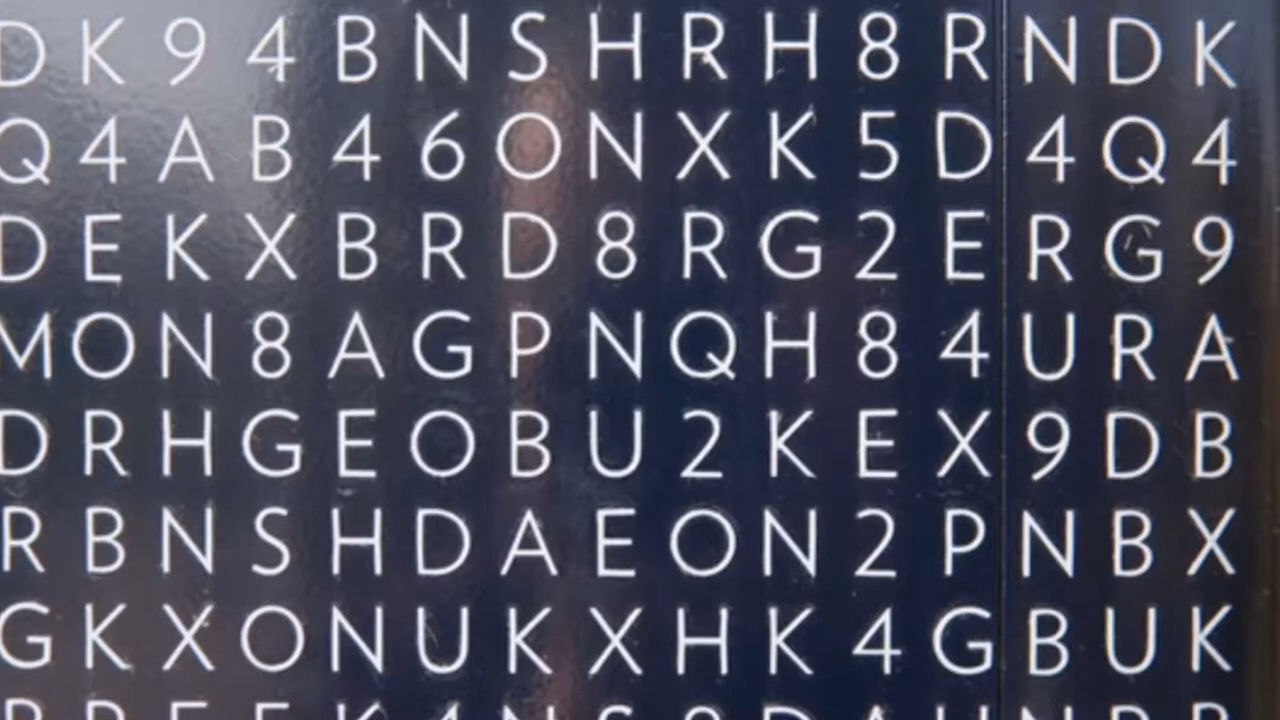 DK94BNSHRH8RNDK
Q4AB46ONXK5D4Q4
DEKXBRD8RG2ERG9
MON8AGPNQH84URA
DRHGEOBU2KEX9DB
RBNSHDAEON2PNBX
GKXONUKXHK4GBUK